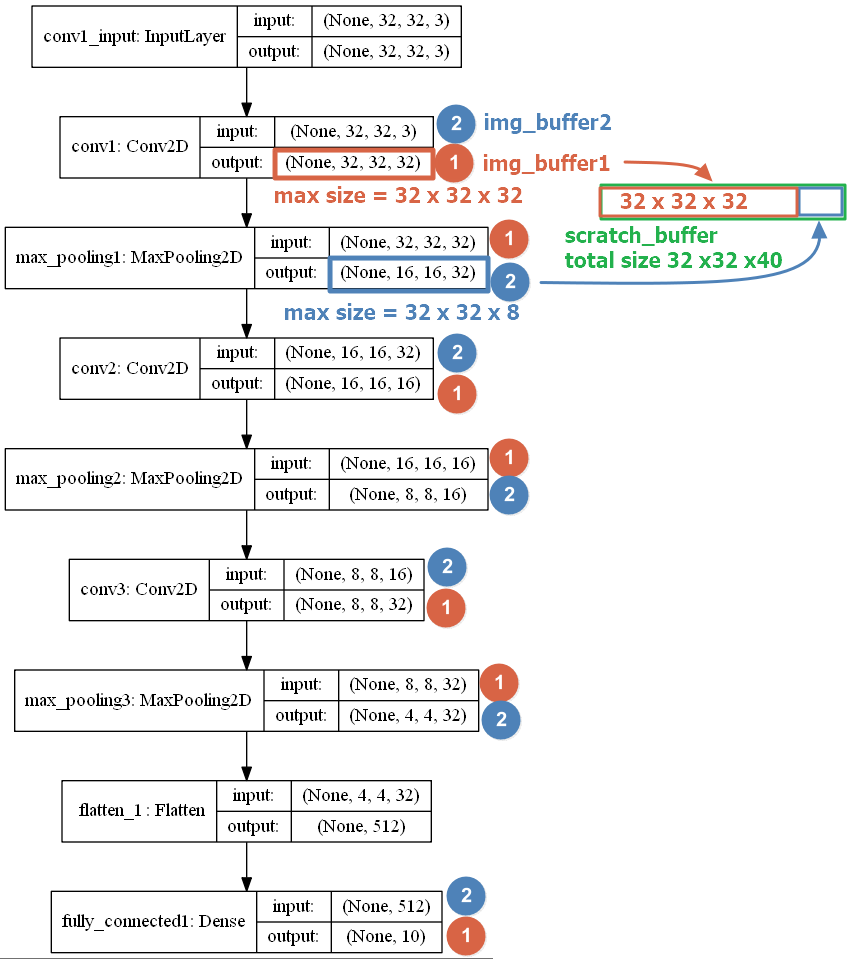 conv1_input: InputLayer
input: (None, 32, 32, 3)
output: (None, 32, 32, 3)
conv1: Conv2D
input: (None, 32, 32, 3)
output: (None, 32, 32, 32)
2 img_buffer2
1 img_buffer1
max size = 32 x 32 x 32
32 x 32 x 32
scratch_buffer
total size 32 x32 x40
max_pooling1: MaxPooling2D
input: (None, 32, 32, 32)
output: (None, 16, 16, 32)
1
2
max size = 32 x 32 x 8
conv2: Conv2D
input: (None, 16, 16, 32)
output: (None, 16, 16, 16)
2
1
max_pooling2: MaxPooling2D
input: (None, 16, 16, 16)
output: (None, 8, 8, 16)
1
2
conv3: Conv2D
input: (None, 8, 8, 16)
output: (None, 8, 8, 32)
2
1
max_pooling3: MaxPooling2D
input: (None, 8, 8, 32)
output: (None, 4, 4, 32)
1
2
flatten_1 : Flatten
input: (None, 4, 4, 32)
output: (None, 512)
fully_connected1: Dense
input: (None, 512)
output: (None, 10)
2
1